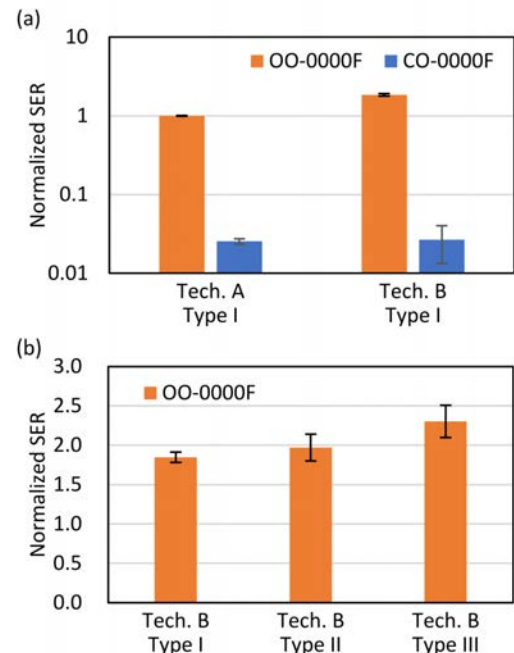 (a)
Normalized SER
10
1
0.1
0.01
OO-0000F CO-0000F
Tech. A Tech. B
Type I Type I
(b)
Normalized SER
3.0
2.5
2.0
1.5
1.0
0.5
0.0
OO-0000F
Tech. B Tech. B Tech. B
Type I Type II Type III